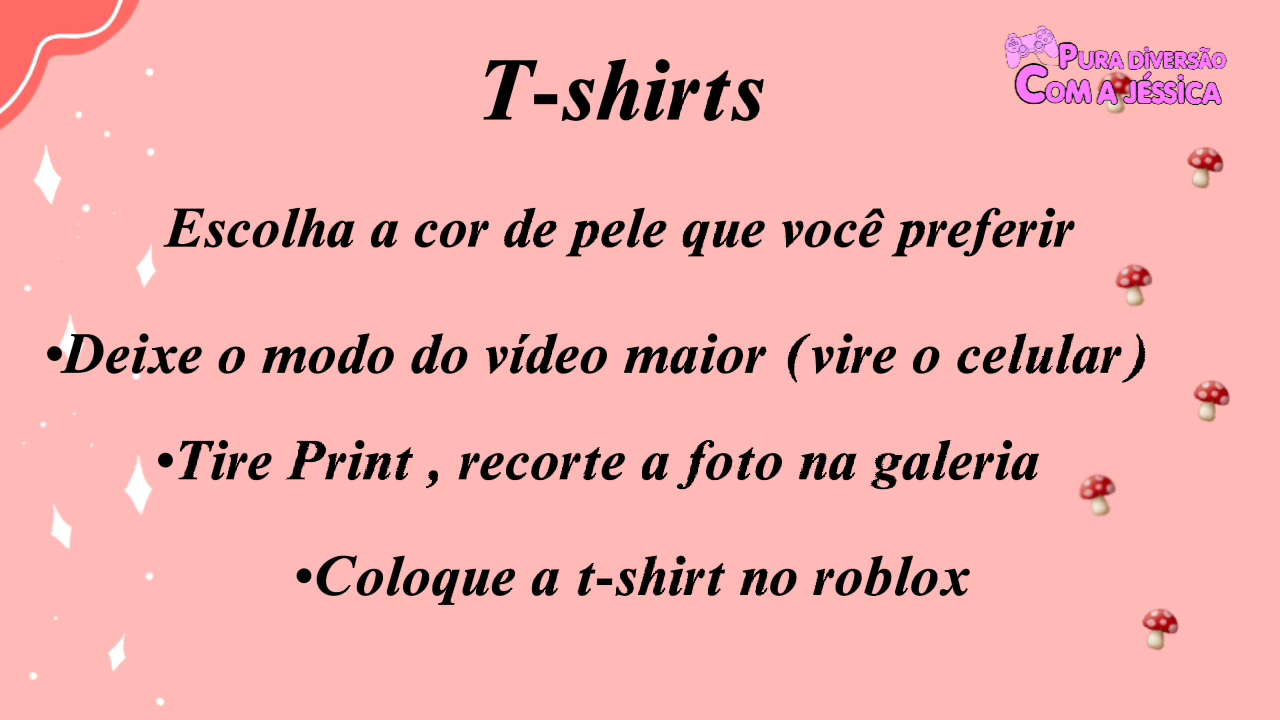 T-shirts
PURA DIVERSÃO
COM A JÉSSICA
Escolha a cor de pele que você preferir
•Deixe o modo do vídeo maior (vire o celular)
•Tire Print , recorte a foto na galeria
•Coloque a t-shirt no roblox